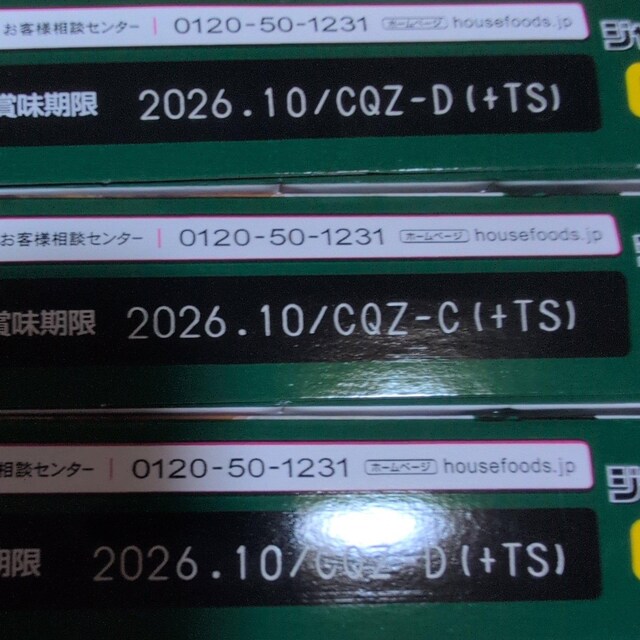 お客様相談センター 0120-50-1231 ホームページ housefoods.jp
賞味期限 2026.10/CQZ-D(+TS)
お客様相談センター 0120-50-1231 ホームページ housefoods.jp
賞味期限 2026.10/CQZ-C(+TS)
相談センター 0120-50-1231 ホームページ housefoods.jp
期限 2026.10/CQZ-D(+TS)